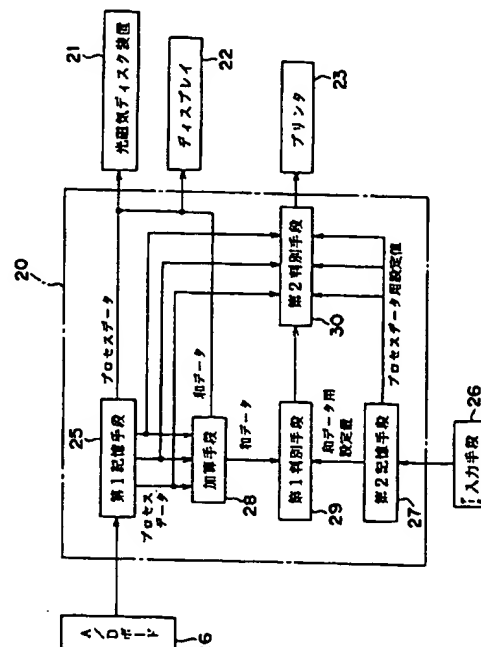 20
21
光磁気ディスク装置
22
ディスプレイ
23
プリンタ
プロセスデータ
25
第1記憶手段
プロセス
データ
和データ
加算手段
28
和データ
第1判別手段
29
第2判別手段
30
和データ用
設定値
プロセスデータ用設定値
第2記憶手段
27
入力手段
26
A/Dボード
6